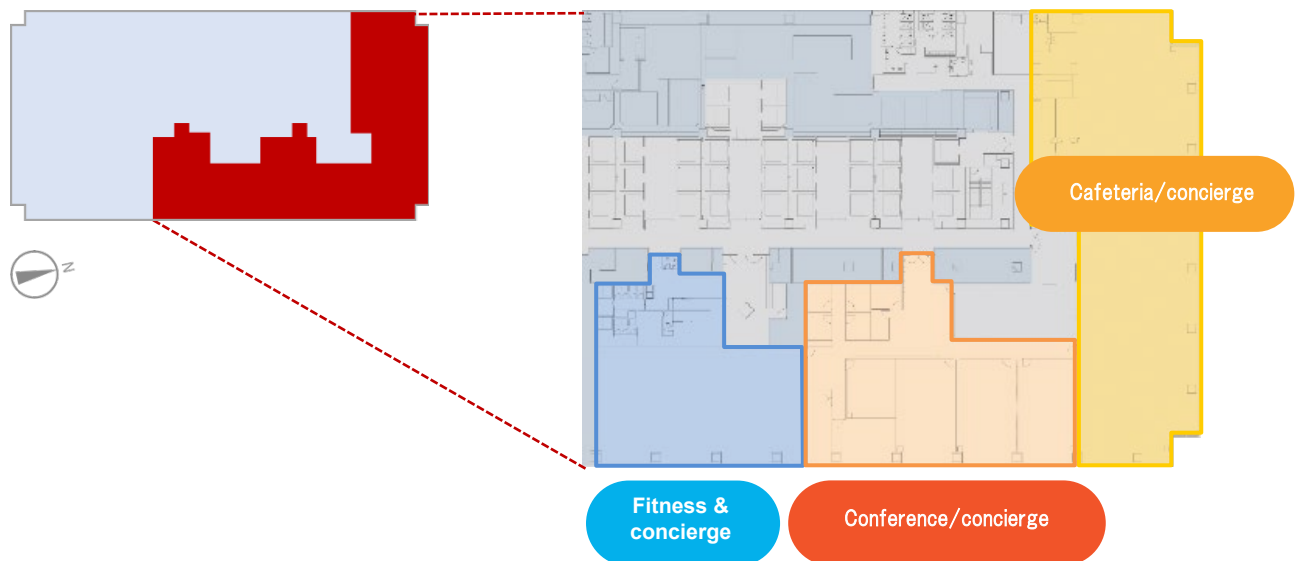 N
Cafeteria/concierge
Fitness &
concierge
Conference/concierge